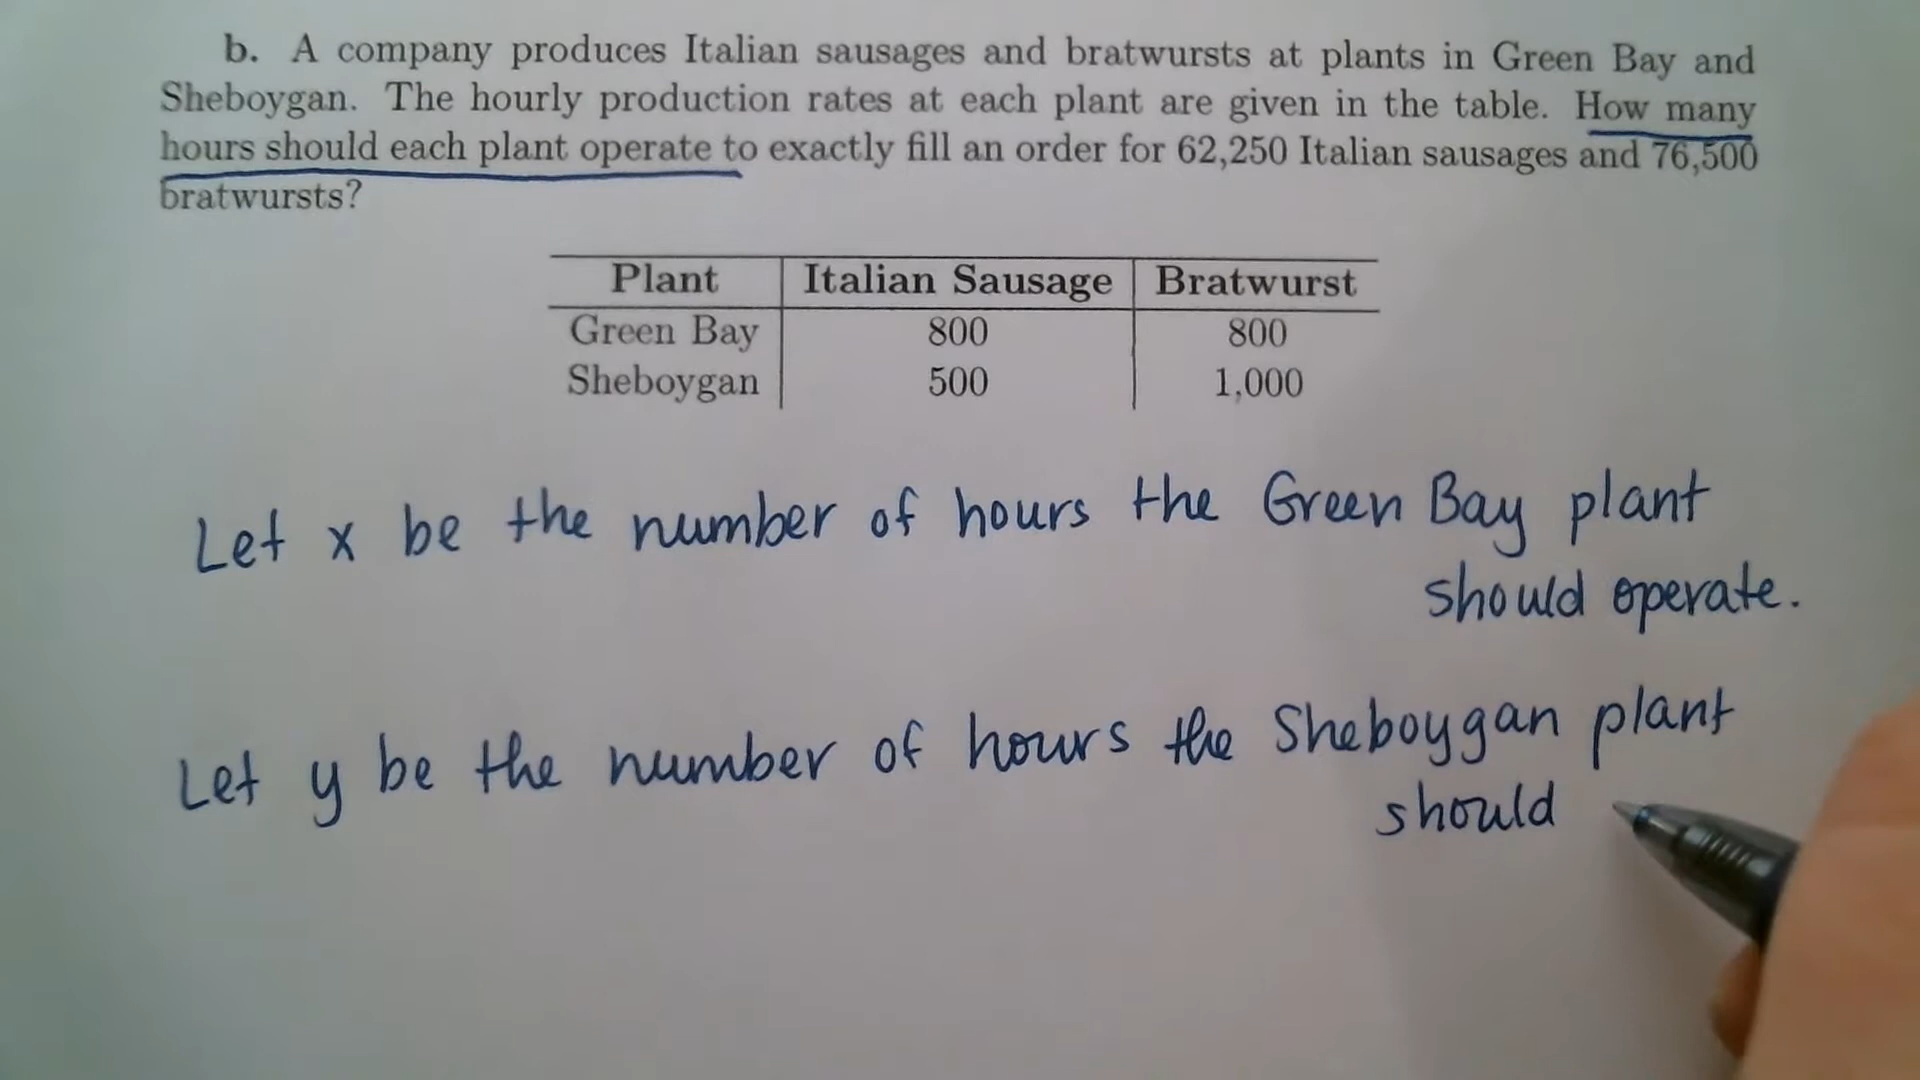 b. A company produces Italian sausages and bratwursts at plants in Green Bay and
Sheboygan. The hourly production rates at each plant are given in the table. How many
hours should each plant operate to exactly fill an order for 62,250 Italian sausages and 76,500
bratwursts?
Plant Italian Sausage Bratwurst
Green Bay 800 800
Sheboygan 500 1,000
Let x be the number of hours the Green Bay plant
should operate.
Let y be the number of hours the Sheboygan plant
should